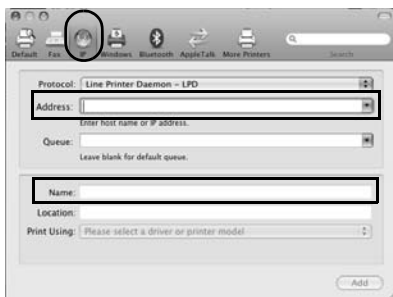 Default Fax IP Windows Bluetooth AppleTalk More Printers Search
Protocol: Line Printer Daemon – LPD
Address:
Enter host name or IP address.
Queue:
Leave blank for default queue.
Name:
Location:
Print Using: Please select a driver or printer model
Add